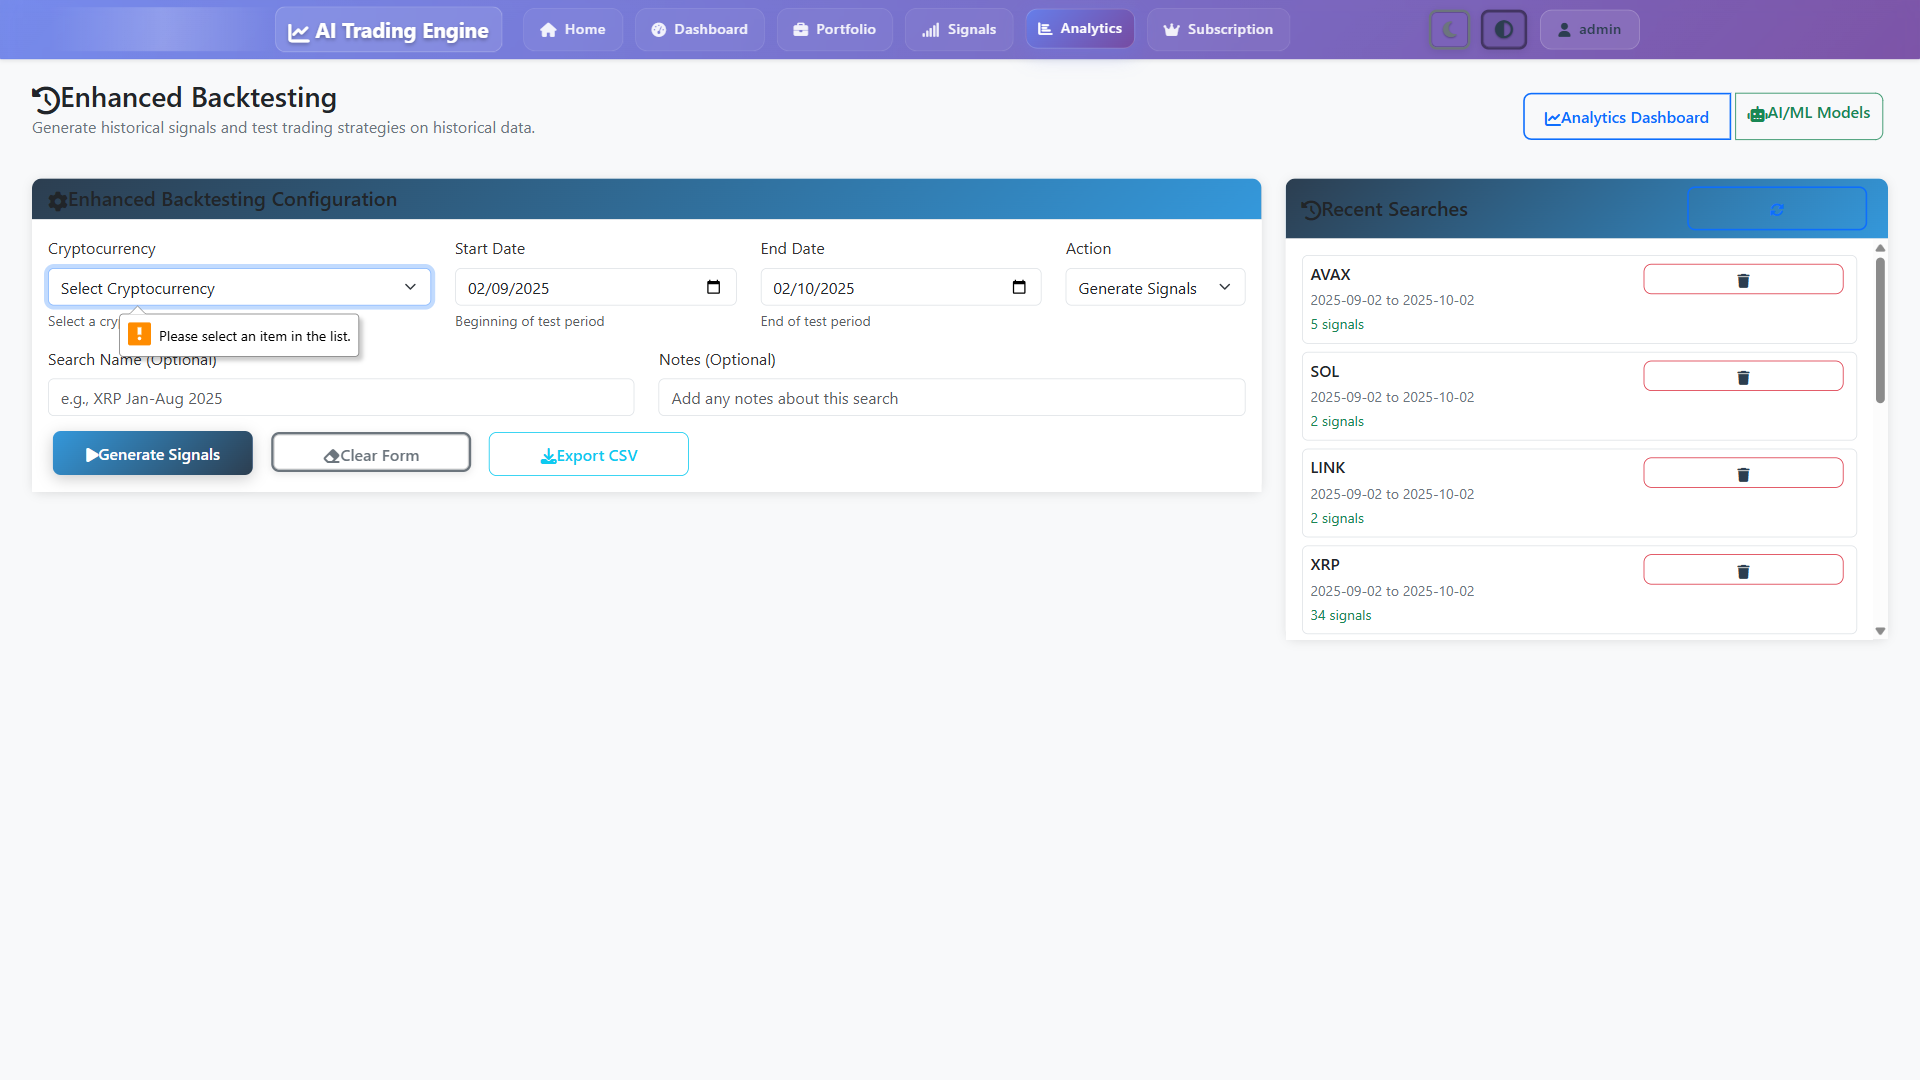 AI Trading Engine
Home
Dashboard
Portfolio
Signals
Analytics
Subscription
admin
Enhanced Backtesting
Generate historical signals and test trading strategies on historical data.
Analytics Dashboard
AI/ML Models
Enhanced Backtesting Configuration
Cryptocurrency
Start Date
End Date
Action
Select Cryptocurrency
02/09/2025
02/10/2025
Generate Signals
Select a cry
Beginning of test period
End of test period
Please select an item in the list.
Search Name (Optional)
Notes (Optional)
e.g., XRP Jan-Aug 2025
Add any notes about this search
Generate Signals
Clear Form
Export CSV
Recent Searches
AVAX
2025-09-02 to 2025-10-02
5 signals
SOL
2025-09-02 to 2025-10-02
2 signals
LINK
2025-09-02 to 2025-10-02
2 signals
XRP
2025-09-02 to 2025-10-02
34 signals